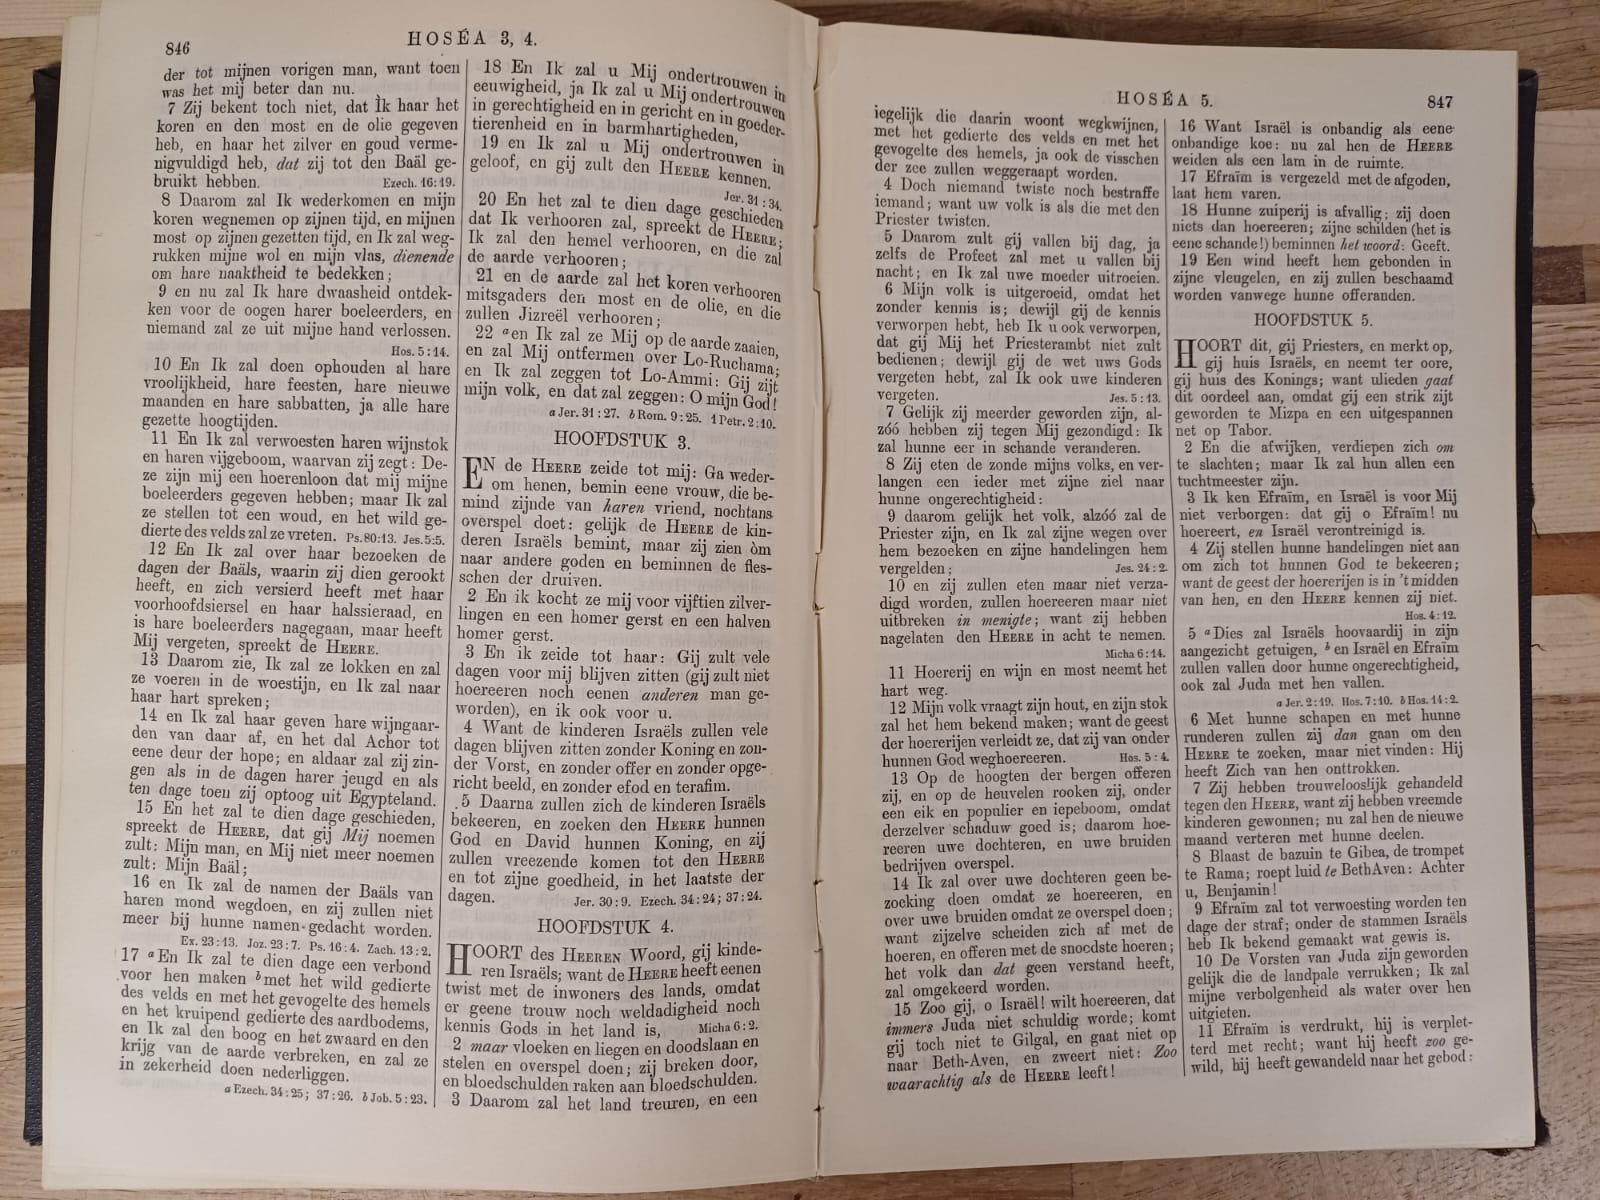 846
HOSÉA 3, 4.
der tot mijnen vorigen man, want toen
was het mij beter dan nu.
7 Zij bekent toch niet, dat Ik haar het
koren en den most en de olie gegeven
heb, en haar het zilver en goud verme-
nigvuldigd heb, dat zij tot den Baäl ge-
bruikt hebben. Ezech. 16:19.
8 Daarom zal Ik wederkomen en mijn
koren wegnemen op zijnen tijd, en mijnen
most op zijnen gezetten tijd, en Ik zal weg-
rukken mijne wol en mijn vlas, dienende
om hare naaktheid te bedekken;
9 en nu zal Ik hare dwaasheid ontdek-
ken voor de oogen harer boeleerders, en
niemand zal ze uit mijne hand verlossen.
Hos. 5:14.
10 En Ik zal doen ophouden al hare
vroolijkheid, hare feesten, hare nieuwe
maanden en hare sabbatten, ja alle hare
gezette hoogtijden.
11 En Ik zal verwoesten haren wijnstok
en haren vijgeboom, waarvan zij zegt: De-
ze zijn mij een hoerenloon dat mij mijne
boeleerders gegeven hebben; maar Ik zal
ze stellen tot een woud, en het wild ge-
dierte des velds zal ze vreten. Ps. 80:13. Jes. 5:5.
12 En Ik zal over haar bezoeken de
dagen der Baäls, waarin zij dien gerookt
heeft, en zich versierd heeft met haar
voorhoofdsiersel en haar halssieraad, en
is hare boeleerders nagegaan, maar heeft
Mij vergeten, spreekt de HEERE.
13 Daarom zie, Ik zal ze lokken en zal
ze voeren in de woestijn, en Ik zal naar
haar hart spreken;
14 en Ik zal haar geven hare wijngaar-
den van daar af, en het dal Achor tot
eene deur der hope; en aldaar zal zij zin-
gen als in de dagen harer jeugd en als
ten dage toen zij optoog uit Egypteland.
15 En het zal te dien dage geschieden,
spreekt de HEERE, dat gij Mij noemen
zult: Mijn man, en Mij niet meer noemen
zult: Mijn Baäl;
16 en Ik zal de namen der Baäls van
haren mond wegdoen, en zij zullen niet
meer bij hunne namen gedacht worden.
Ex. 23:13. Joz. 23:7. Ps. 16:4. Zach. 13:2.
17 a En Ik zal te dien dage een verbond
voor hen maken b met het wild gedierte
des velds en met het gevogelte des hemels
en het kruipend gedierte des aardbodems,
en Ik zal den boog en het zwaard en den
krijg van de aarde verbreken, en zal ze
in zekerheid doen nederliggen.
a Ezech. 34:25; 37:26. b Job. 5:23.
18 En Ik zal u Mij ondertrouwen in
eeuwigheid, ja Ik zal u Mij ondertrouwen
in gerechtigheid en in gericht en in goeder-
tierenheid en in barmhartigheden,
19 en Ik zal u Mij ondertrouwen in
geloof, en gij zult den HEERE kennen.
Jer. 31:34.
20 En het zal te dien dage geschieden
dat Ik verhooren zal, spreekt de HEERE;
Ik zal den hemel verhooren, en die zal
de aarde verhooren;
21 en de aarde zal het koren verhooren
mitsgaders den most en de olie, en die
zullen Jizreël verhooren;
22 a en Ik zal ze Mij op de aarde zaaien,
en zal Mij ontfermen over Lo-Ruchama;
en Ik zal zeggen tot Lo-Ammi: Gij zijt
mijn volk, en dat zal zeggen: O mijn God!
a Jer. 31:27. b Rom. 9:25. 1 Petr. 2:10.
HOOFDSTUK 3.
EN de HEERE zeide tot mij: Ga weder-
om henen, bemin eene vrouw, die be-
mind zijnde van haren vriend, nochtans
overspel doet: gelijk de HEERE de kin-
deren Israëls bemint, maar zij zien òm
naar andere goden en beminnen de fles-
schen der druiven.
2 En ik kocht ze mij voor vijftien zilver-
lingen en een homer gerst en een halven
homer gerst.
3 En ik zeide tot haar: Gij zult vele
dagen voor mij blijven zitten (gij zult niet
hoereeren noch eenen anderen man ge-
worden), en ik ook voor u.
4 Want de kinderen Israëls zullen vele
dagen blijven zitten zonder Koning en zon-
der Vorst, en zonder offer en zonder opge-
richt beeld, en zonder efod en terafim.
5 Daarna zullen zich de kinderen Israëls
bekeeren, en zoeken den HEERE hunnen
God en David hunnen Koning, en zij
zullen vreezende komen tot den HEERE
en tot zijne goedheid, in het laatste der
dagen. Jer. 30:9. Ezech. 34:24; 37:24.
HOOFDSTUK 4.
HOORT des HEEREN Woord, gij kinde-
ren Israëls; want de HEERE heeft eenen
twist met de inwoners des lands, omdat
er geene trouw noch weldadigheid noch
kennis Gods in het land is, Micha 6:2.
2 maar vloeken en liegen en doodslaan en
stelen en overspel doen; zij breken door,
en bloedschulden raken aan bloedschulden.
3 Daarom zal het land treuren, en een
HOSÉA 5.
847
iegelijk die daarin woont wegkwijnen,
met het gedierte des velds en met het
gevogelte des hemels, ja ook de visschen
der zee zullen weggeraapt worden.
4 Doch niemand twiste noch bestraffe
iemand; want uw volk is als die met den
Priester twisten.
5 Daarom zult gij vallen bij dag, ja
zelfs de Profeet zal met u vallen bij
nacht; en Ik zal uwe moeder uitroeien.
6 Mijn volk is uitgeroeid, omdat het
zonder kennis is; dewijl gij de kennis
verworpen hebt, heb Ik u ook verworpen,
dat gij Mij het Priesterambt niet zult
bedienen; dewijl gij de wet uws Gods
vergeten hebt, zal Ik ook uwe kinderen
vergeten. Jes. 5:13.
7 Gelijk zij meerder geworden zijn, al-
zóó hebben zij tegen Mij gezondigd: Ik
zal hunne eer in schande veranderen.
8 Zij eten de zonde mijns volks, en ver-
langen een ieder met zijne ziel naar
hunne ongerechtigheid:
9 daarom gelijk het volk, alzóó zal de
Priester zijn, en Ik zal zijne wegen over
hem bezoeken en zijne handelingen hem
vergelden; Jes. 24:2.
10 en zij zullen eten maar niet verza-
digd worden, zullen hoereeren maar niet
uitbreken in menigte; want zij hebben
nagelaten den HEERE in acht te nemen.
Micha 6:14.
11 Hoererij en wijn en most neemt het
hart weg.
12 Mijn volk vraagt zijn hout, en zijn stok
zal het hem bekend maken; want de geest
der hoererijen verleidt ze, dat zij van onder
hunnen God weghoereeren. Hos. 5:4.
13 Op de hoogten der bergen offeren
zij, en op de heuvelen rooken zij, onder
een eik en populier en iepeboom, omdat
derzelver schaduw goed is; daarom hoe-
reeren uwe dochteren, en uwe bruiden
bedrijven overspel.
14 Ik zal over uwe dochteren geen be-
zoeking doen omdat ze hoereeren, en
over uwe bruiden omdat ze overspel doen;
want zijzelve scheiden zich af met de
hoeren, en offeren met de snoodste hoeren;
het volk dan dat geen verstand heeft,
zal omgekeerd worden.
15 Zoo gij, o Israël! wilt hoereeren, dat
immers Juda niet schuldig worde; komt
gij toch niet te Gilgal, en gaat niet op
naar Beth-Aven, en zweert niet: Zoo
waarachtig als de HEERE leeft!
16 Want Israël is onbandig als eene
onbandige koe: nu zal hen de HEERE
weiden als een lam in de ruimte.
17 Efraïm is vergezeld met de afgoden,
laat hem varen.
18 Hunne zuiperij is afvallig; zij doen
niets dan hoereeren; zijne schilden (het is
eene schande!) beminnen het woord: Geeft.
19 Een wind heeft hem gebonden in
zijne vleugelen, en zij zullen beschaamd
worden vanwege hunne offeranden.
HOOFDSTUK 5.
HOORT dit, gij Priesters, en merkt op,
gij huis Israëls, en neemt ter oore,
gij huis des Konings; want ulieden gaat
dit oordeel aan, omdat gij een strik zijt
geworden te Mizpa en een uitgespannen
net op Tabor.
2 En die afwijken, verdiepen zich om
te slachten; maar Ik zal hun allen een
tuchtmeester zijn.
3 Ik ken Efraïm, en Israël is voor Mij
niet verborgen: dat gij o Efraïm! nu
hoereert, en Israël verontreinigd is.
4 Zij stellen hunne handelingen niet aan
om zich tot hunnen God te bekeeren;
want de geest der hoererijen is in 't midden
van hen, en den HEERE kennen zij niet.
Hos. 4:12.
5 a Dies zal Israëls hoovaardij in zijn
aangezicht getuigen, b en Israël en Efraïm
zullen vallen door hunne ongerechtigheid,
ook zal Juda met hen vallen.
a Jer. 2:19. Hos. 7:10. b Hos. 14:2.
6 Met hunne schapen en met hunne
runderen zullen zij dan gaan om den
HEERE te zoeken, maar niet vinden: Hij
heeft Zich van hen onttrokken.
7 Zij hebben trouwelooslijk gehandeld
tegen den HEERE, want zij hebben vreemde
kinderen gewonnen; nu zal hen de nieuwe
maand verteren met hunne deelen.
8 Blaast de bazuin te Gibea, de trompet
te Rama; roept luid te BethAven: Achter
u, Benjamin!
9 Efraïm zal tot verwoesting worden ten
dage der straf; onder de stammen Israëls
heb Ik bekend gemaakt wat gewis is.
10 De Vorsten van Juda zijn geworden
gelijk die de landpale verrukken; Ik zal
mijne verbolgenheid als water over hen
uitgieten.
11 Efraïm is verdrukt, hij is verplet-
terd met recht; want hij heeft zoo ge-
wild, hij heeft gewandeld naar het gebod: